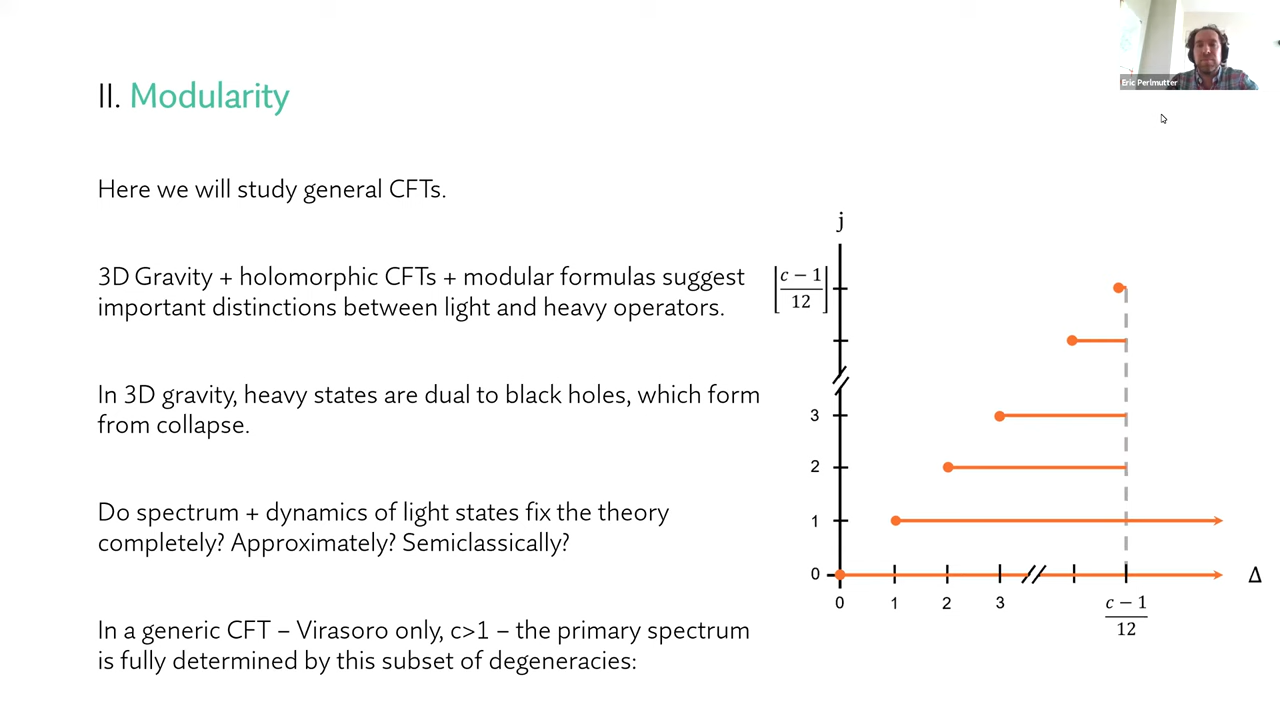 II. Modularity
Eric Perlmutter
Here we will study general CFTs.
3D Gravity + holomorphic CFTs + modular formulas suggest
important distinctions between light and heavy operators.
In 3D gravity, heavy states are dual to black holes, which form
from collapse.
Do spectrum + dynamics of light states fix the theory
completely? Approximately? Semiclassically?
In a generic CFT – Virasoro only, c>1 – the primary spectrum
is fully determined by this subset of degeneracies:
j
⌊(c − 1)/12⌋
3
2
1
0
0 1 2 3
(c − 1)/12
Δ